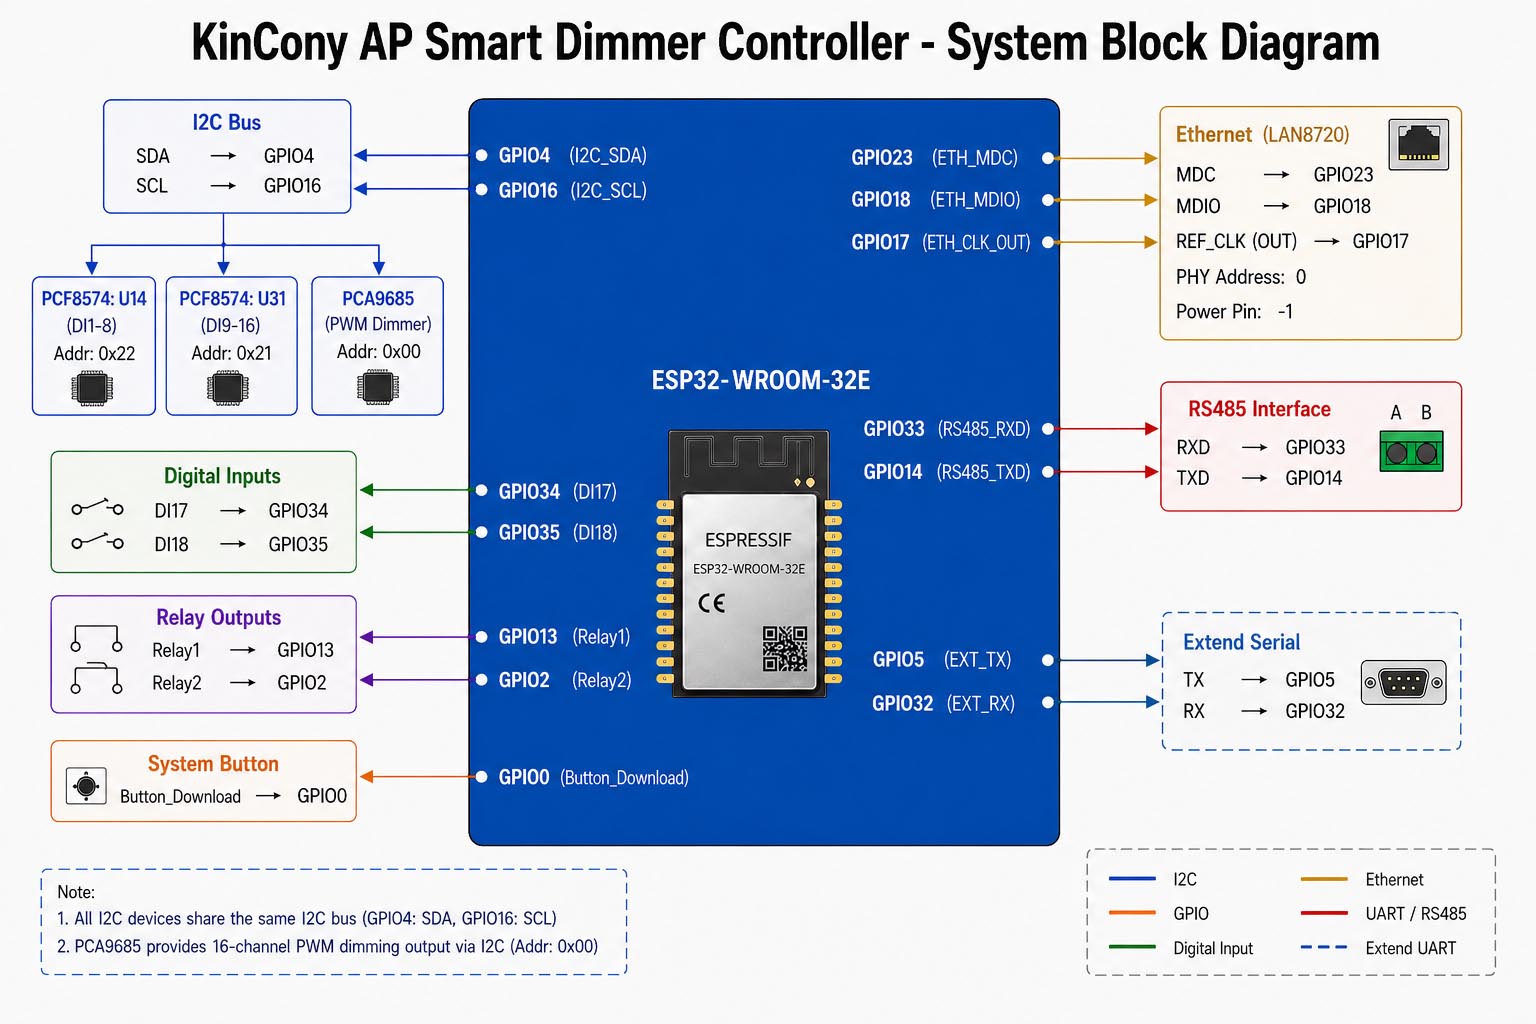 KinCony AP Smart Dimmer Controller - System Block Diagram
I2C Bus
SDA → GPIO4
SCL → GPIO16
PCF8574: U14
(DI1-8)
Addr: 0x22
PCF8574: U31
(DI9-16)
Addr: 0x21
PCA9685
(PWM Dimmer)
Addr: 0x00
Digital Inputs
DI17 → GPIO34
DI18 → GPIO35
Relay Outputs
Relay1 → GPIO13
Relay2 → GPIO2
System Button
Button_Download → GPIO0
GPIO4 (I2C_SDA)
GPIO16 (I2C_SCL)
GPIO34 (DI17)
GPIO35 (DI18)
GPIO13 (Relay1)
GPIO2 (Relay2)
GPIO0 (Button_Download)
ESP32-WROOM-32E
ESPRESSIF
ESP32-WROOM-32E
CE
GPIO23 (ETH_MDC)
GPIO18 (ETH_MDIO)
GPIO17 (ETH_CLK_OUT)
GPIO33 (RS485_RXD)
GPIO14 (RS485_TXD)
GPIO5 (EXT_TX)
GPIO32 (EXT_RX)
Ethernet (LAN8720)
MDC → GPIO23
MDIO → GPIO18
REF_CLK (OUT) → GPIO17
PHY Address: 0
Power Pin: -1
RS485 Interface
A B
RXD → GPIO33
TXD → GPIO14
Extend Serial
TX → GPIO5
RX → GPIO32
Note:
1. All I2C devices share the same I2C bus (GPIO4: SDA, GPIO16: SCL)
2. PCA9685 provides 16-channel PWM dimming output via I2C (Addr: 0x00)
I2C
GPIO
Digital Input
Ethernet
UART / RS485
Extend UART